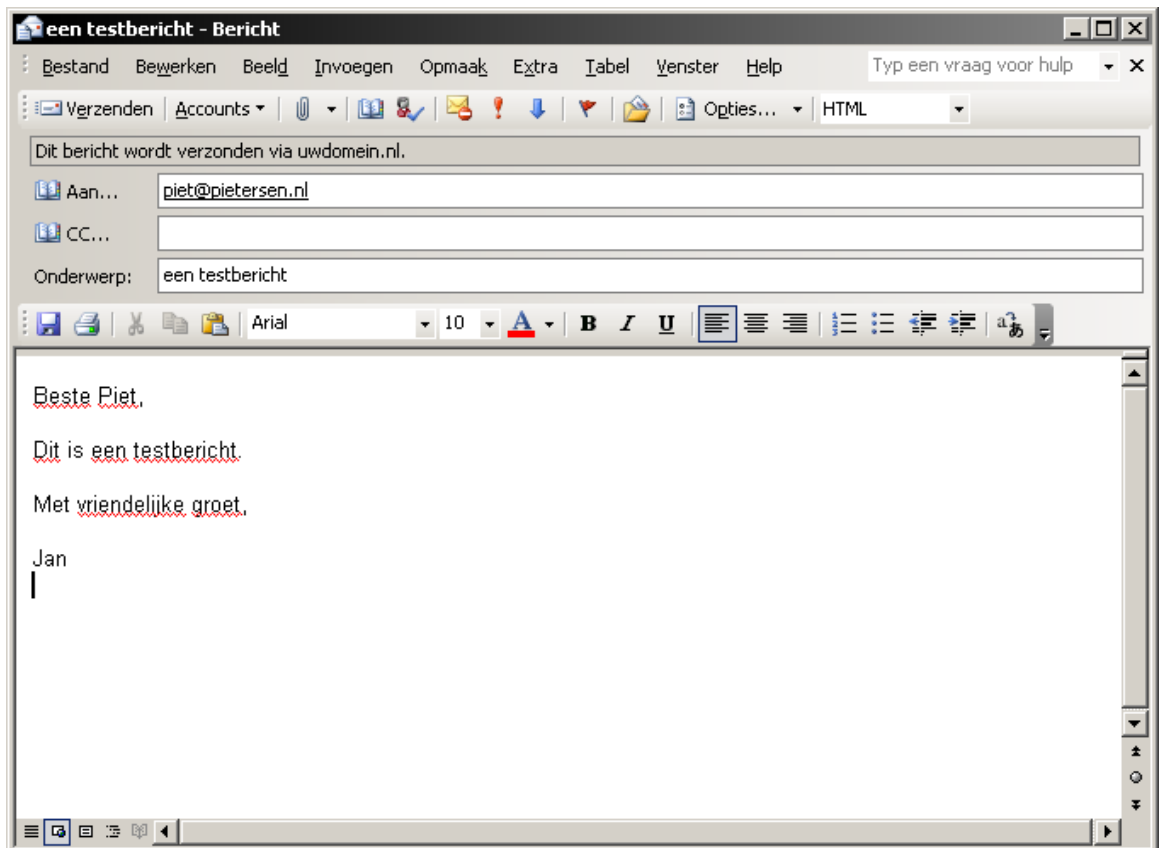 een testbericht - Bericht
Bestand Bewerken Beeld Invoegen Opmaak Extra Tabel Venster Help Typ een vraag voor hulp
Verzenden Accounts Opties... HTML
Dit bericht wordt verzonden via uwdomein.nl.
Aan... piet@pietersen.nl
CC...
Onderwerp: een testbericht
Arial 10 A B I U
Beste Piet,
Dit is een testbericht.
Met vriendelijke groet,
Jan